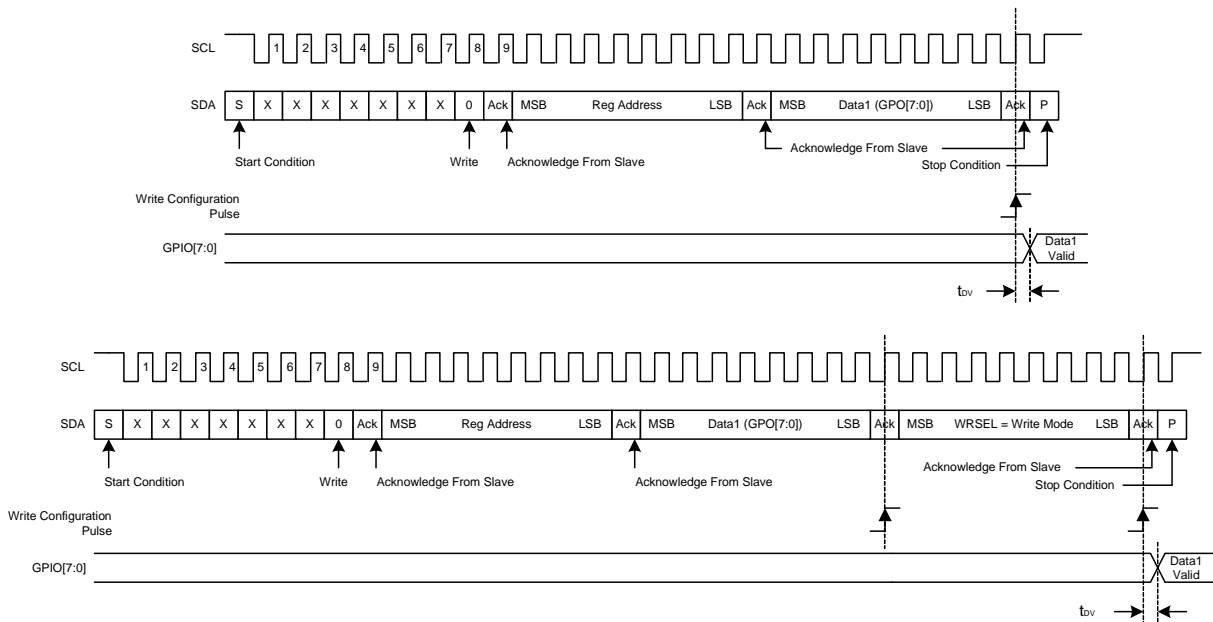 SCL 1 2 3 4 5 6 7 8 9
SDA S X X X X X X X 0 Ack MSB Reg Address LSB Ack MSB Data1 (GPO[7:0]) LSB Ack P
Start Condition Write Acknowledge From Slave Acknowledge From Slave
Stop Condition
Write Configuration
Pulse
GPIO[7:0] Data1
Valid
tDV
SCL 1 2 3 4 5 6 7 8 9
SDA S X X X X X X X 0 Ack MSB Reg Address LSB Ack MSB Data1 (GPO[7:0]) LSB Ack MSB WRSEL = Write Mode LSB Ack P
Acknowledge From Slave
Start Condition Write Acknowledge From Slave Acknowledge From Slave Stop Condition
Write Configuration
Pulse
GPIO[7:0] Data1
Valid
tDV